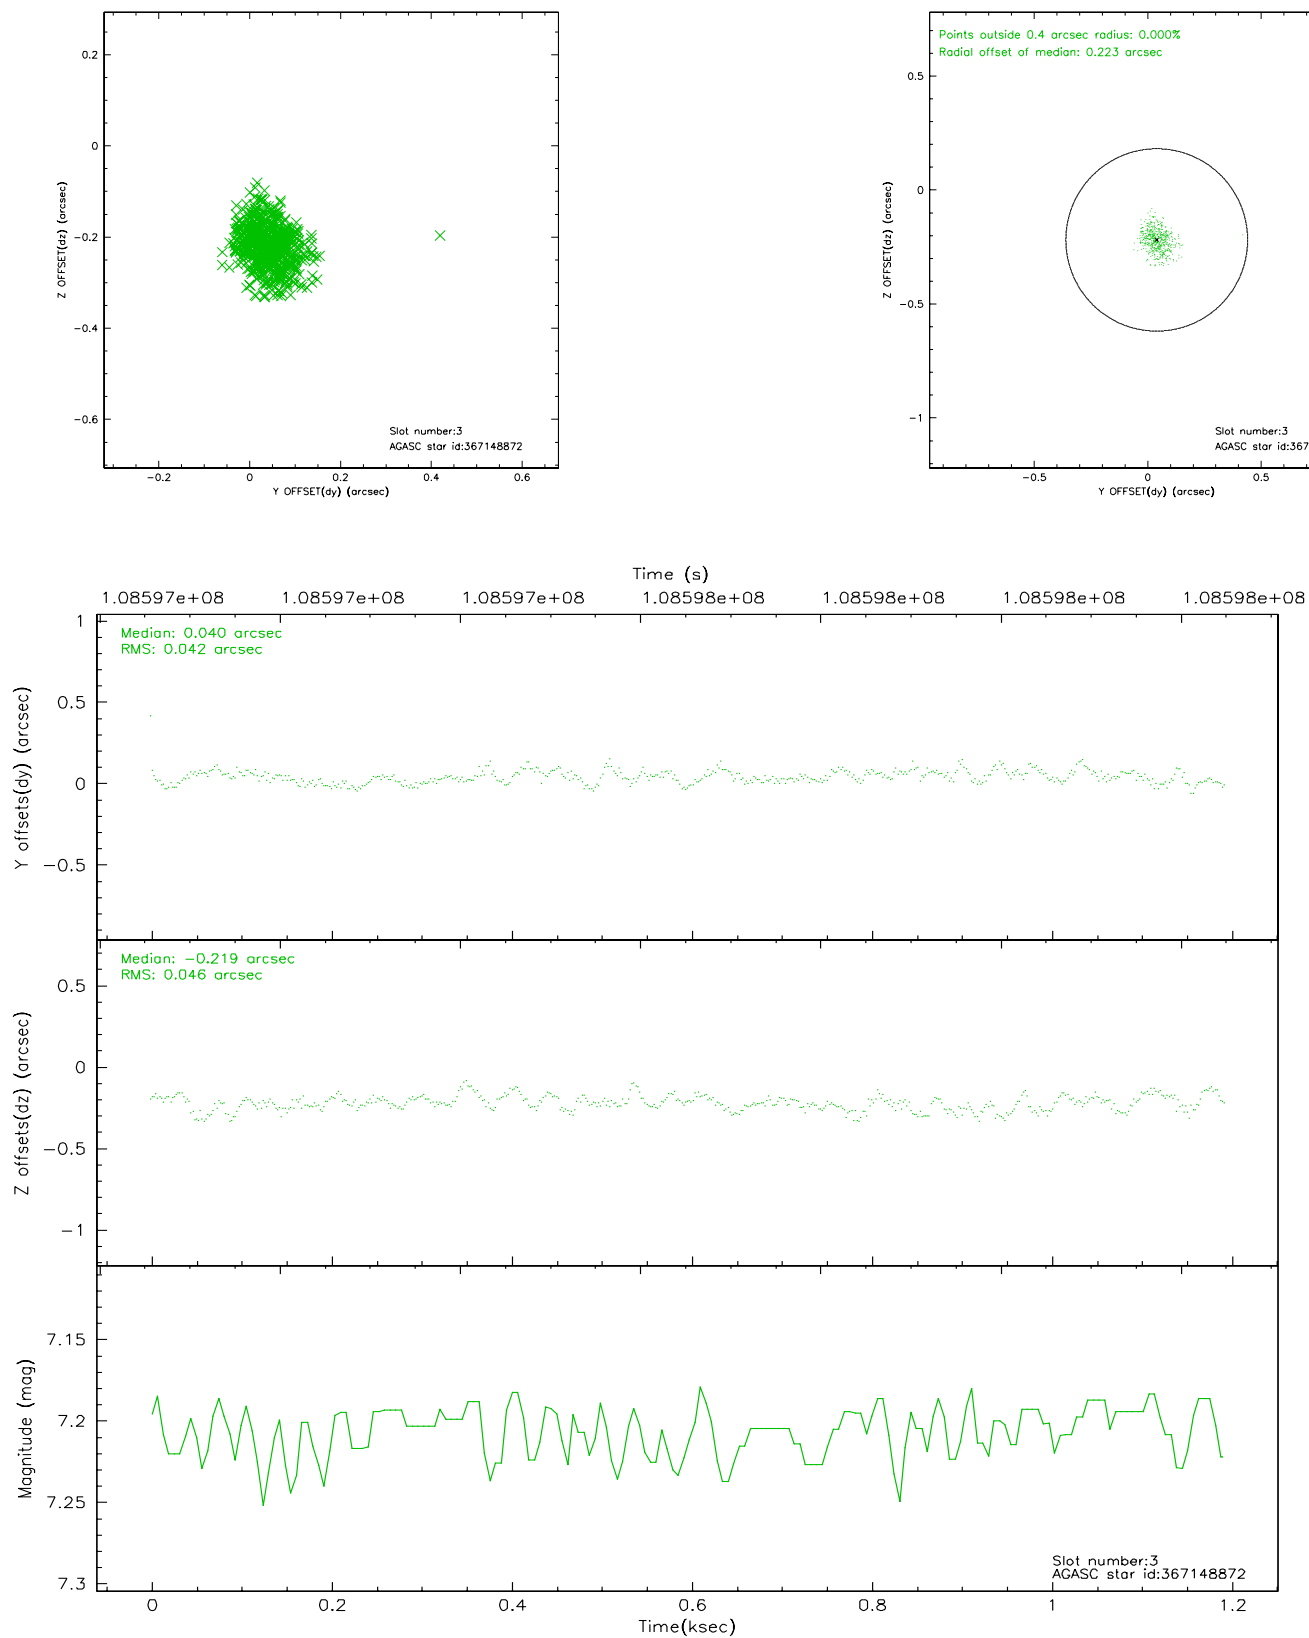 0.2
0
-0.2
-0.4
-0.6
Z OFFSET(dz) (arcsec)
Slot number:3
AGASC star id:367148872
-0.2 0 0.2 0.4 0.6
Y OFFSET(dy) (arcsec)
Points outside 0.4 arcsec radius: 0.000%
Radial offset of median: 0.223 arcsec
0.5
0
-0.5
-1
Z OFFSET(dz) (arcsec)
Slot number:3
AGASC star id:367
-0.5 0 0.5
Y OFFSET(dy) (arcsec)
Time (s)
1.08597e+08 1.08597e+08 1.08597e+08 1.08598e+08 1.08598e+08 1.08598e+08 1.08598e+08
Median: 0.040 arcsec
RMS: 0.042 arcsec
1
0.5
0
-0.5
Y offsets(dy) (arcsec)
Median: -0.219 arcsec
RMS: 0.046 arcsec
0.5
0
-0.5
-1
Z offsets(dz) (arcsec)
7.15
7.2
7.25
7.3
Magnitude (mag)
Slot number:3
AGASC star id:367148872
0 0.2 0.4 0.6 0.8 1 1.2
Time(ksec)